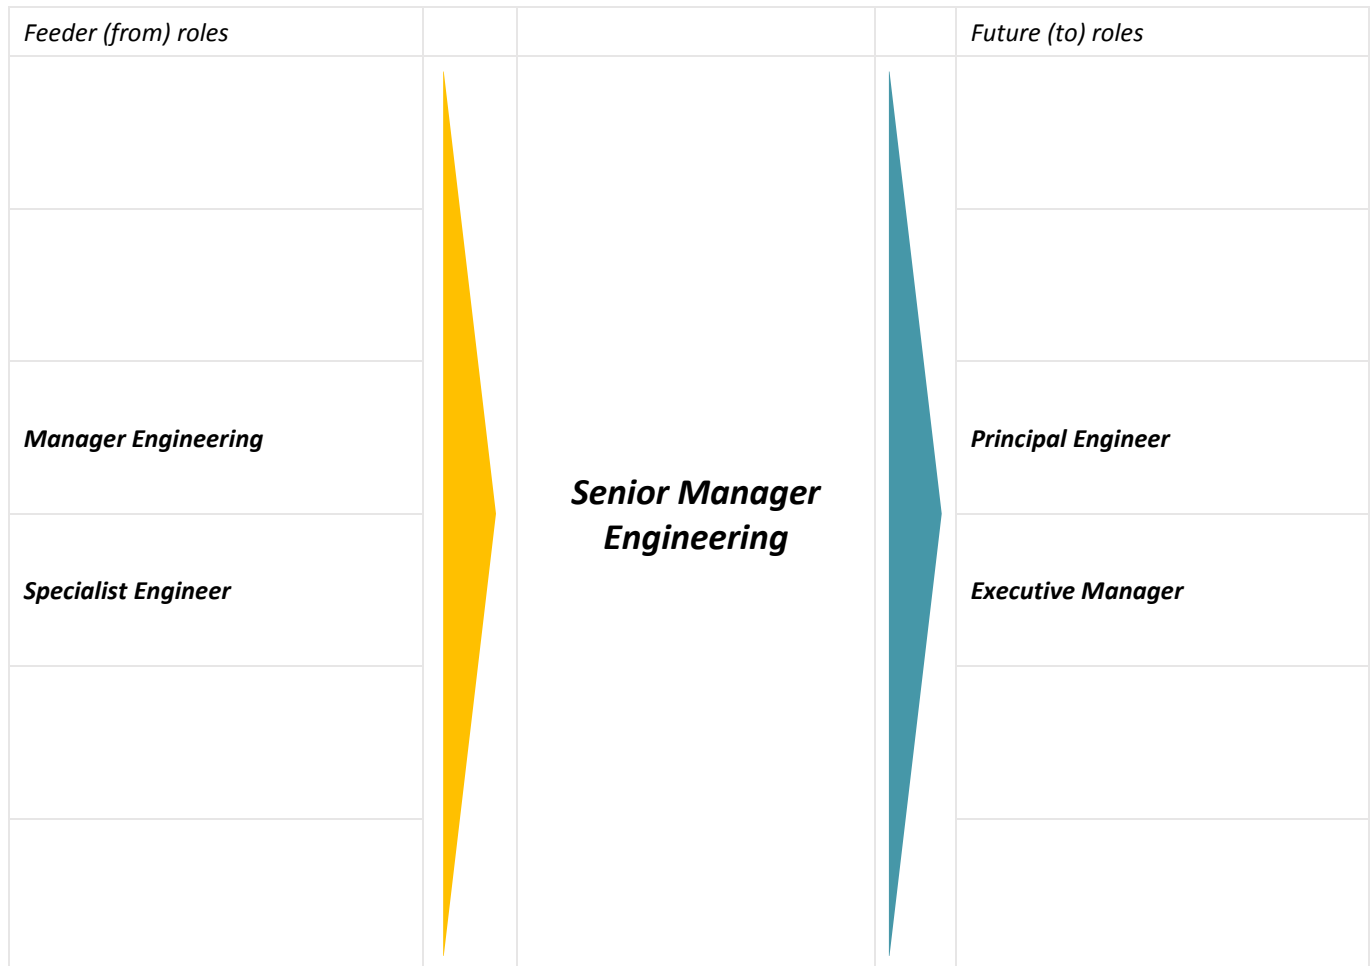 Feeder (from) roles
Future (to) roles
Manager Engineering
Principal Engineer
Senior Manager
Engineering
Specialist Engineer
Executive Manager